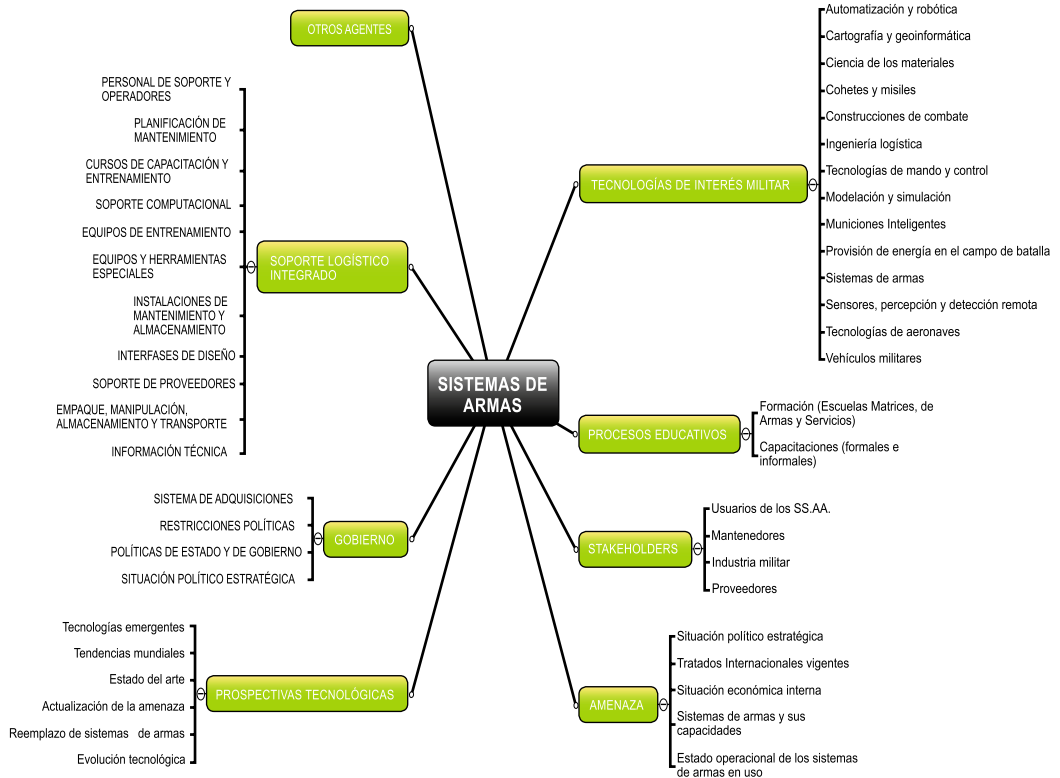 OTROS AGENTES
PERSONAL DE SOPORTE Y
OPERADORES
PLANIFICACIÓN DE
MANTENIMIENTO
CURSOS DE CAPACITACIÓN Y
ENTRENAMIENTO
SOPORTE COMPUTACIONAL
EQUIPOS DE ENTRENAMIENTO
EQUIPOS Y HERRAMIENTAS
ESPECIALES
INSTALACIONES DE
MANTENIMIENTO Y
ALMACENAMIENTO
INTERFASES DE DISEÑO
SOPORTE DE PROVEEDORES
EMPAQUE, MANIPULACIÓN,
ALMACENAMIENTO Y TRANSPORTE
INFORMACIÓN TÉCNICA
SOPORTE LOGÍSTICO
INTEGRADO
SISTEMA DE ADQUISICIONES
RESTRICCIONES POLÍTICAS
POLÍTICAS DE ESTADO Y DE GOBIERNO
SITUACIÓN POLÍTICO ESTRATÉGICA
GOBIERNO
Tecnologías emergentes
Tendencias mundiales
Estado del arte
Actualización de la amenaza
Reemplazo de sistemas de armas
Evolución tecnológica
PROSPECTIVAS TECNOLÓGICAS
SISTEMAS DE
ARMAS
TECNOLOGÍAS DE INTERÉS MILITAR
Automatización y robótica
Cartografía y geoinformática
Ciencia de los materiales
Cohetes y misiles
Construcciones de combate
Ingeniería logística
Tecnologías de mando y control
Modelación y simulación
Municiones Inteligentes
Provisión de energía en el campo de batalla
Sistemas de armas
Sensores, percepción y detección remota
Tecnologías de aeronaves
Vehículos militares
PROCESOS EDUCATIVOS
Formación (Escuelas Matrices, de
Armas y Servicios)
Capacitaciones (formales e
informales)
STAKEHOLDERS
Usuarios de los SS.AA.
Mantenedores
Industria militar
Proveedores
AMENAZA
Situación político estratégica
Tratados Internacionales vigentes
Situación económica interna
Sistemas de armas y sus
capacidades
Estado operacional de los sistemas
de armas en uso